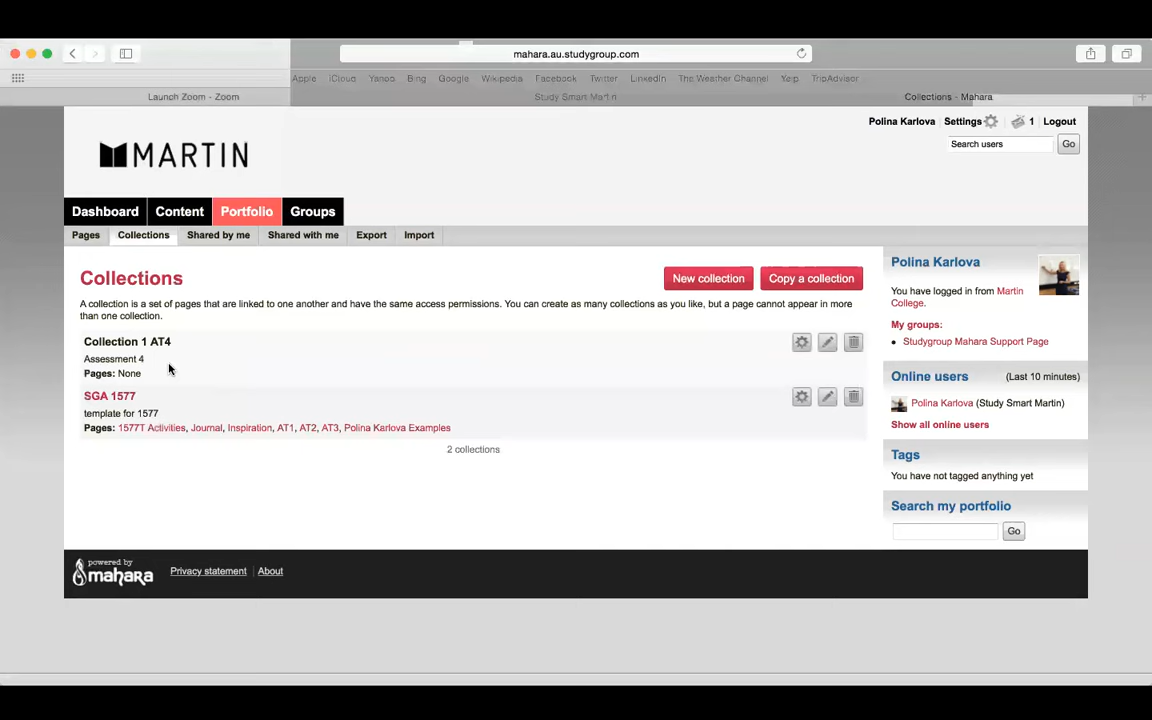 mahara.au.studygroup.com
Apple iCloud Yahoo Bing Google Wikipedia Facebook Twitter LinkedIn The Weather Channel Yelp TripAdvisor
Launch Zoom - Zoom Study Smart Martin Collections - Mahara
Polina Karlova Settings 1 Logout
MARTIN
Search users Go
Dashboard Content Portfolio Groups
Pages Collections Shared by me Shared with me Export Import
Collections
New collection Copy a collection
A collection is a set of pages that are linked to one another and have the same access permissions. You can create as many collections as you like, but a page cannot appear in more
than one collection.
Collection 1 AT4
Assessment 4
Pages: None
SGA 1577
template for 1577
Pages: 1577T Activities, Journal, Inspiration, AT1, AT2, AT3, Polina Karlova Examples
2 collections
Polina Karlova
You have logged in from Martin
College.
My groups:
Studygroup Mahara Support Page
Online users (Last 10 minutes)
Polina Karlova (Study Smart Martin)
Show all online users
Tags
You have not tagged anything yet
Search my portfolio
Go
powered by
mahara
Privacy statement About